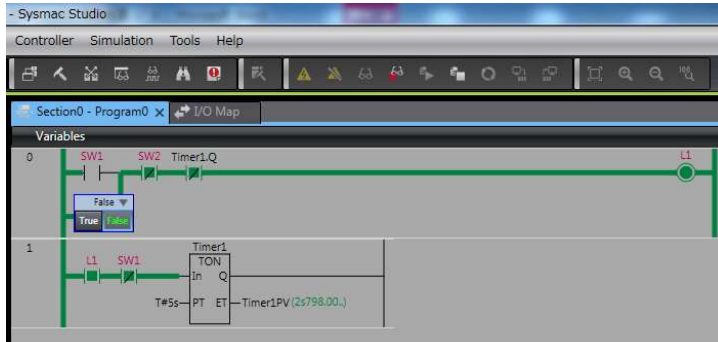 - Sysmac Studio
Controller Simulation Tools Help
Section0 - Program0 x I/O Map
Variables
0 SW1 SW2 Timer1.Q L1
False ▼
True False
1 L1 SW1 Timer1
TON
In Q
T#5s PT ET Timer1PV (2s798.00..)